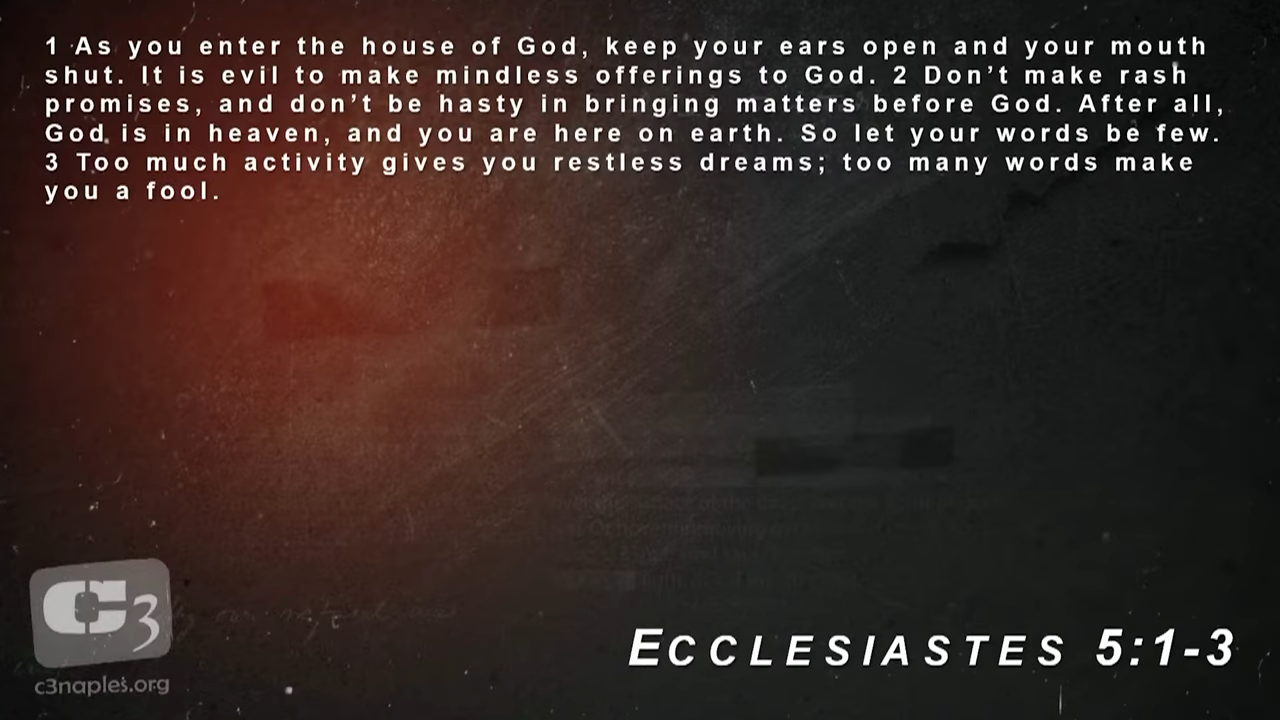 1 As you enter the house of God, keep your ears open and your mouth
shut. It is evil to make mindless offerings to God. 2 Don’t make rash
promises, and don’t be hasty in bringing matters before God. After all,
God is in heaven, and you are here on earth. So let your words be few.
3 Too much activity gives you restless dreams; too many words make
you a fool.
C3
c3naples.org
ECCLESIASTES 5:1-3